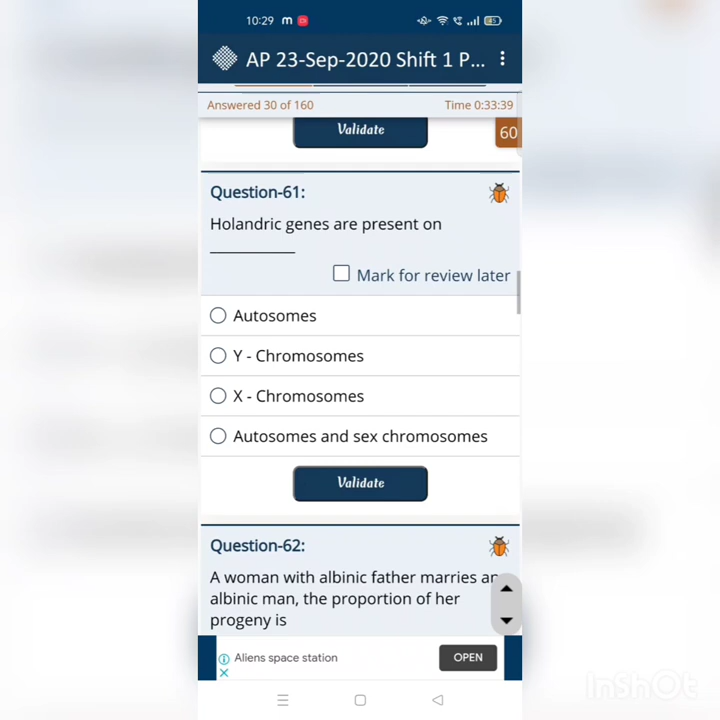 10:29 m
AP 23-Sep-2020 Shift 1 P...
Answered 30 of 160 Time 0:33:39
Validate
60
Question-61:
Holandric genes are present on
__________
Mark for review later
Autosomes
Y - Chromosomes
X - Chromosomes
Autosomes and sex chromosomes
Validate
Question-62:
A woman with albinic father marries an
albinic man, the proportion of her
progeny is
Aliens space station
OPEN
InShOt